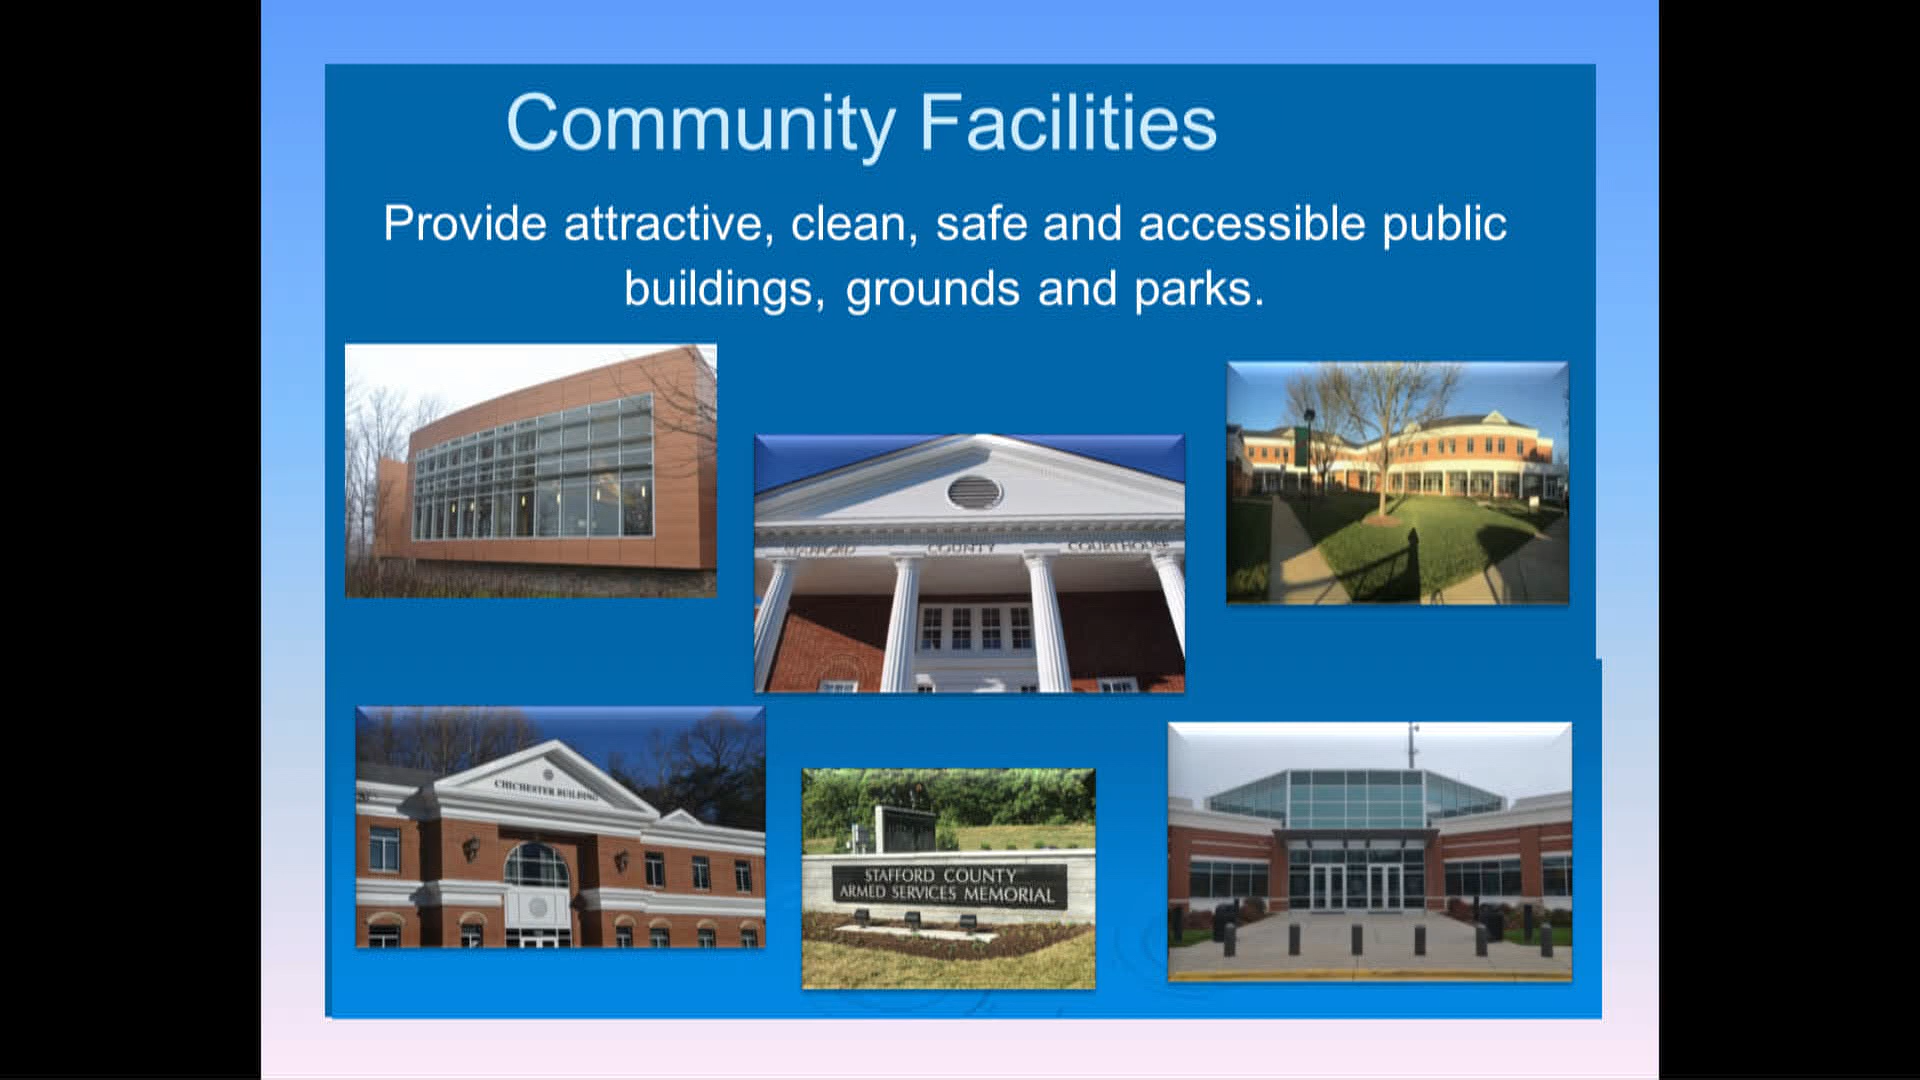 Community Facilities
Provide attractive, clean, safe and accessible public
buildings, grounds and parks.
STAFFORD COUNTY COURTHOUSE
CHICHESTER BUILDING
STAFFORD COUNTY
ARMED SERVICES MEMORIAL